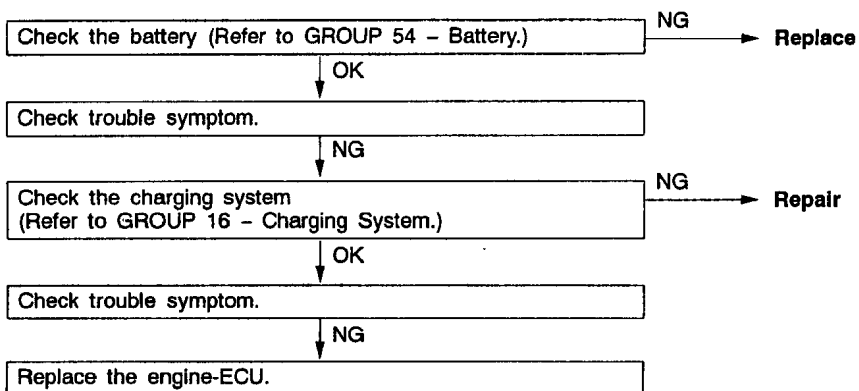 Check the battery (Refer to GROUP 54 – Battery.)
NG
Replace
OK
Check trouble symptom.
NG
Check the charging system
(Refer to GROUP 16 – Charging System.)
NG
Repair
OK
Check trouble symptom.
NG
Replace the engine-ECU.